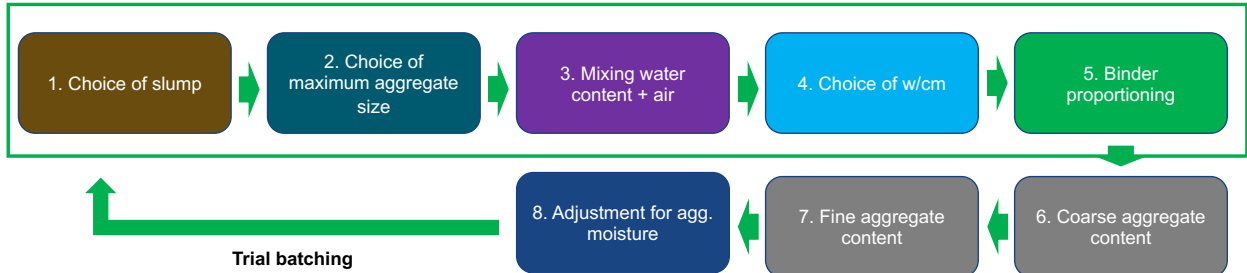 1. Choice of slump
2. Choice of
maximum aggregate
size
3. Mixing water
content + air
4. Choice of w/cm
5. Binder
proportioning
6. Coarse aggregate
content
7. Fine aggregate
content
8. Adjustment for agg.
moisture
Trial batching